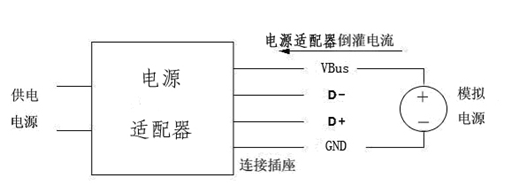 电源适配器倒灌电流
VBus
电源
适配器
供电
电源
D-
D+
GND
连接插座
+
-
模拟
电源